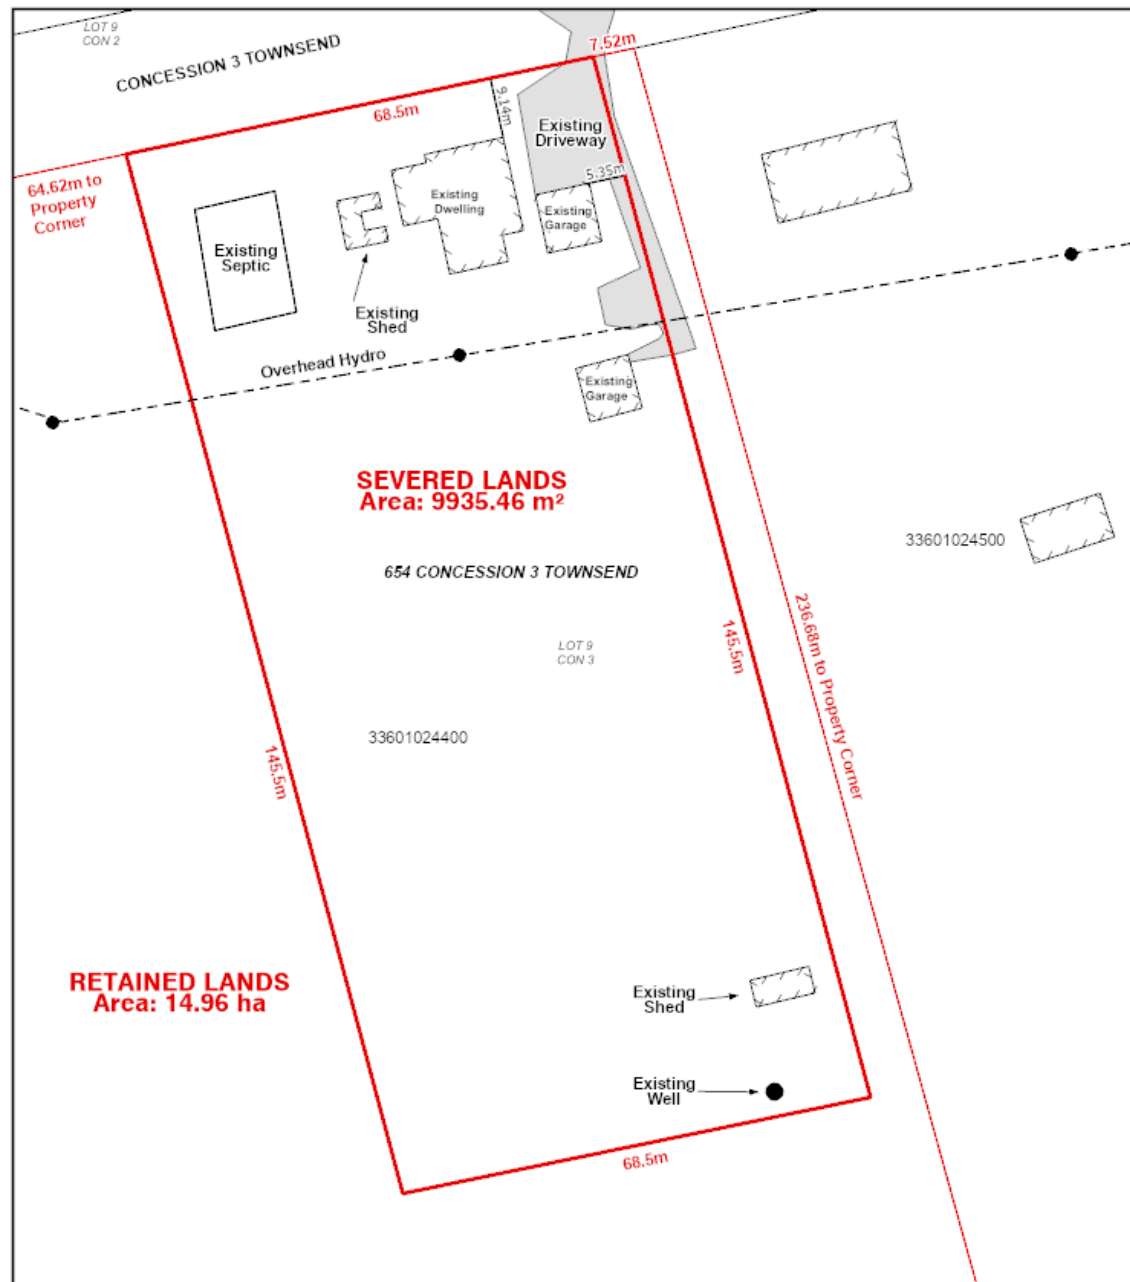 LOT 9
CON 2
CONCESSION 3 TOWNSEND
7.52m
68.5m
9.14m
Existing
Driveway
64.62m to
Property
Corner
5.35m
Existing
Dwelling
Existing
Garage
Existing
Septic
Existing
Shed
Overhead Hydro
Existing
Garage
SEVERED LANDS
Area: 9935.46 m²
33601024500
654 CONCESSION 3 TOWNSEND
LOT 9
CON 3
145.5m
236.68m to Property Corner
33601024400
145.5m
RETAINED LANDS
Area: 14.96 ha
Existing
Shed
Existing
Well
68.5m